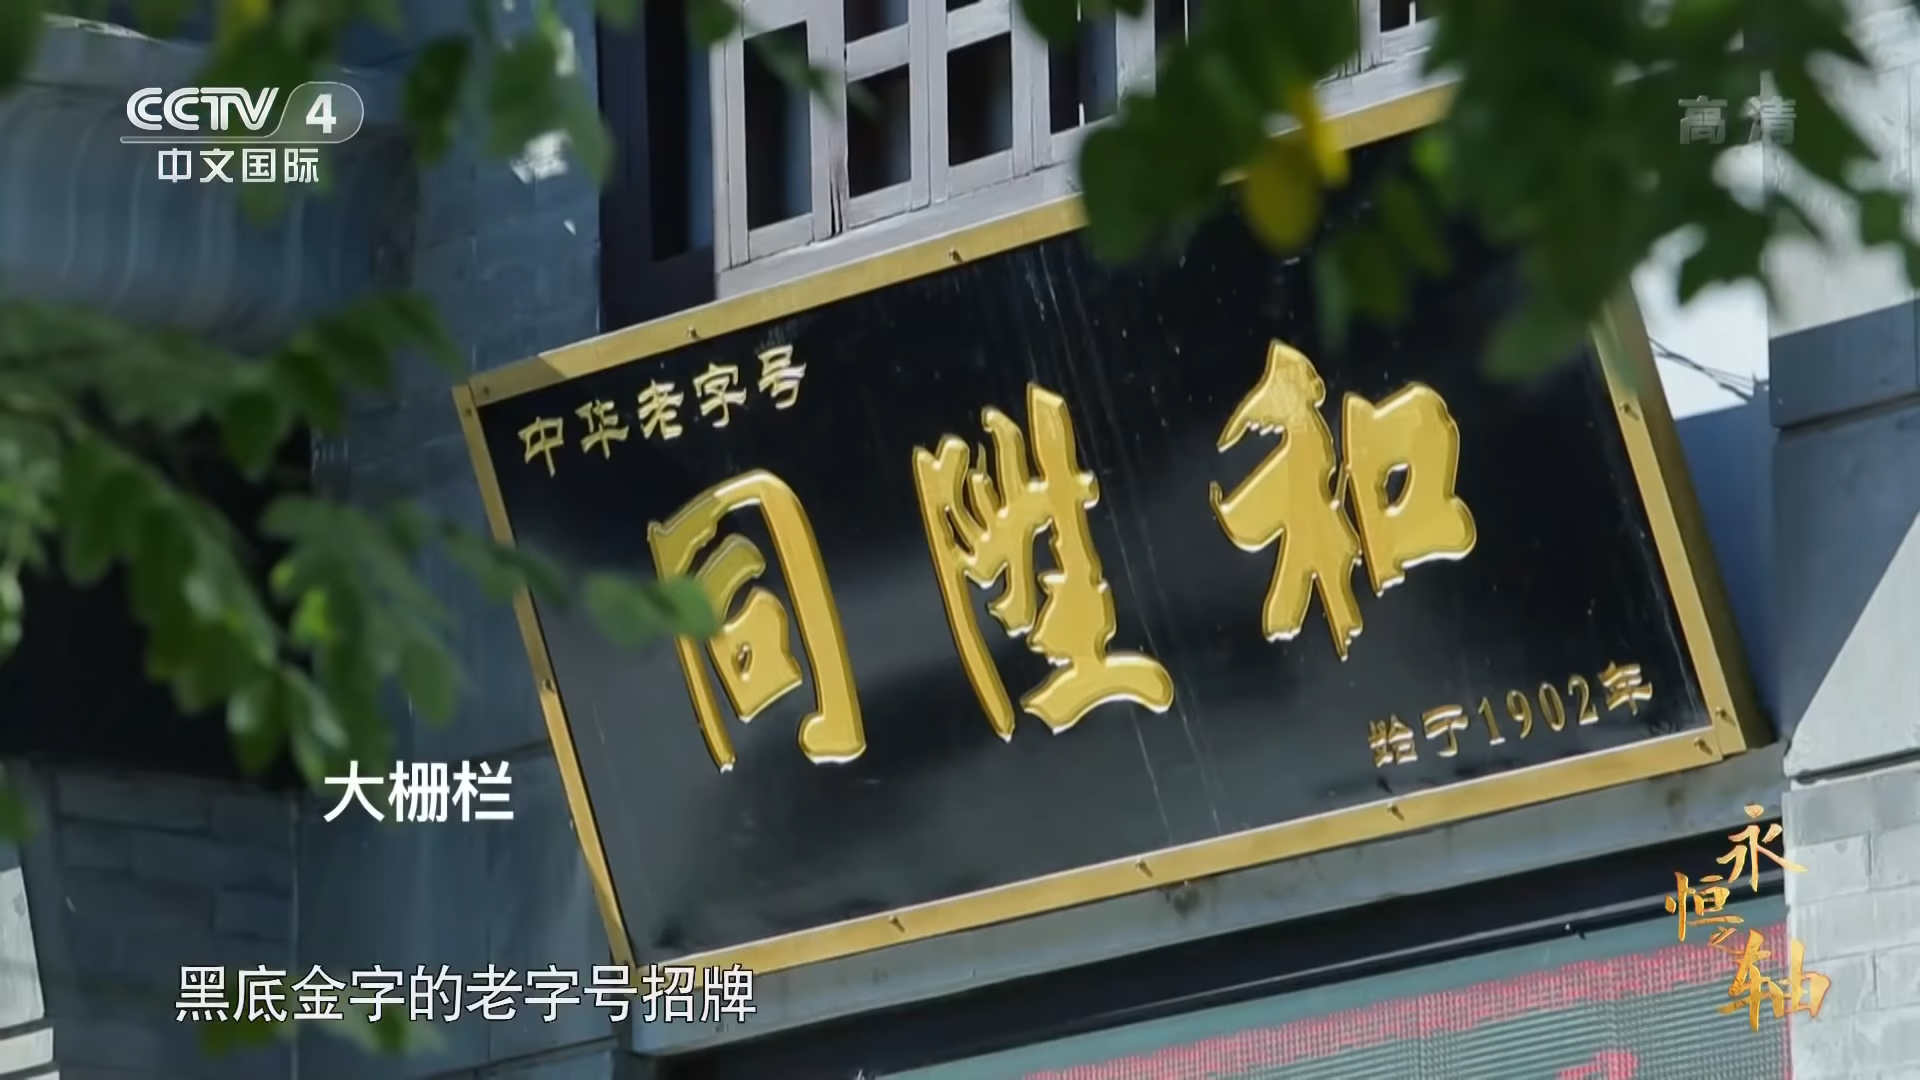 CCTV 4
中文国际
高清
中华老字号
同陞和
始于1902年
大栅栏
永恒之轴
黑底金字的老字号招牌